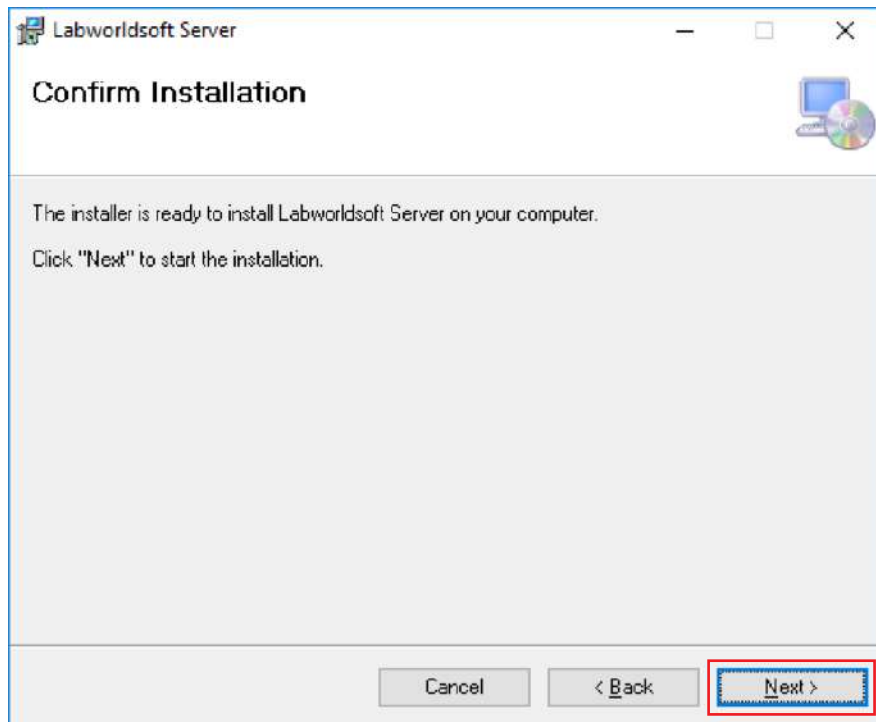 Labworldsoft Server
Confirm Installation
The installer is ready to install Labworldsoft Server on your computer.
Click "Next" to start the installation.
Cancel
< Back
Next >